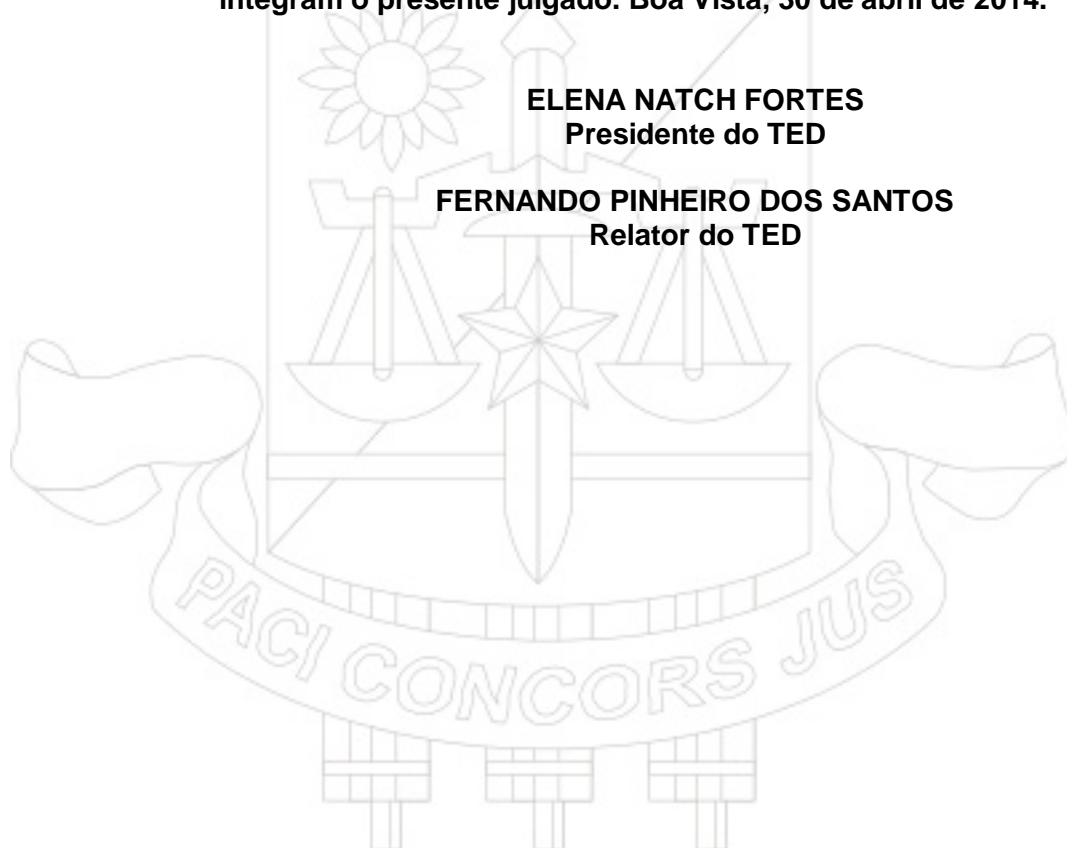 integram o presente julgado. Boa Vista, 30 de abril de 2014.
ELENA NATCH FORTES
Presidente do TED
FERNANDO PINHEIRO DOS SANTOS
Relator do TED
PACI CONCORS JUS